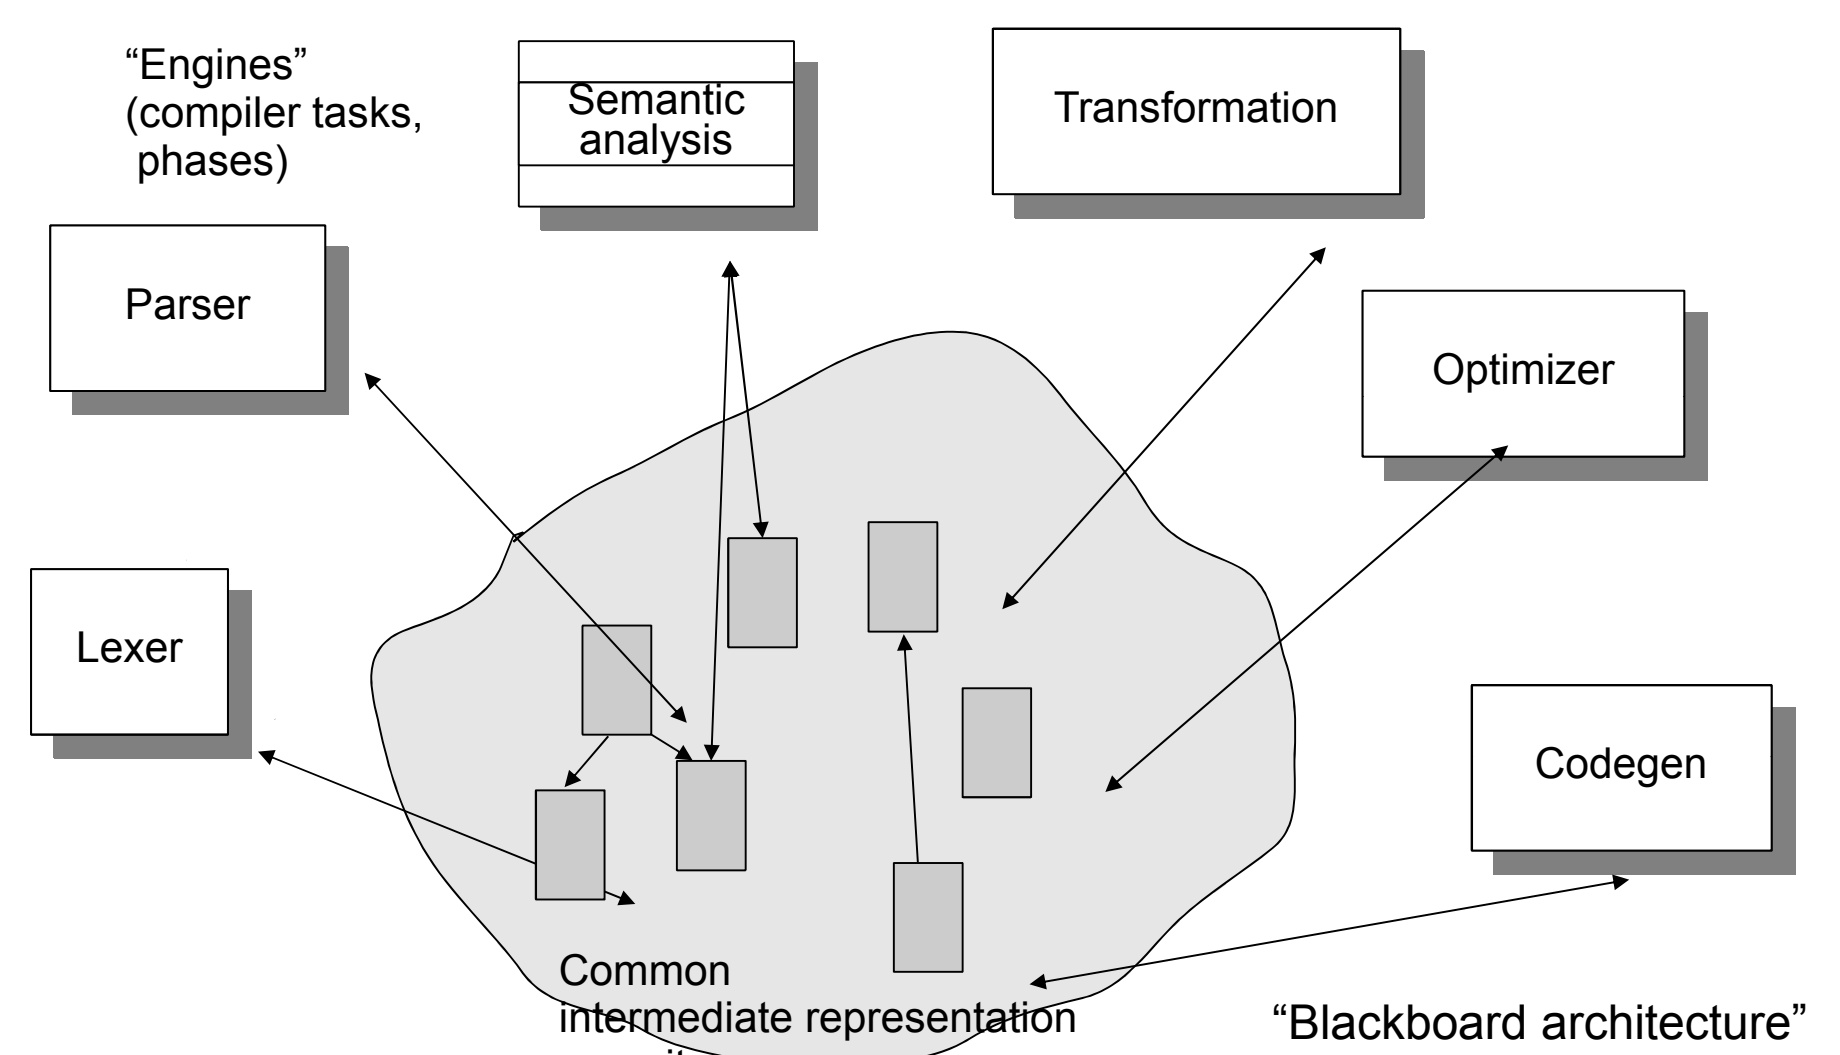 “Engines”
(compiler tasks,
phases)
Semantic
analysis
Transformation
Parser
Optimizer
Lexer
Codegen
Common
intermediate representation
“Blackboard architecture”